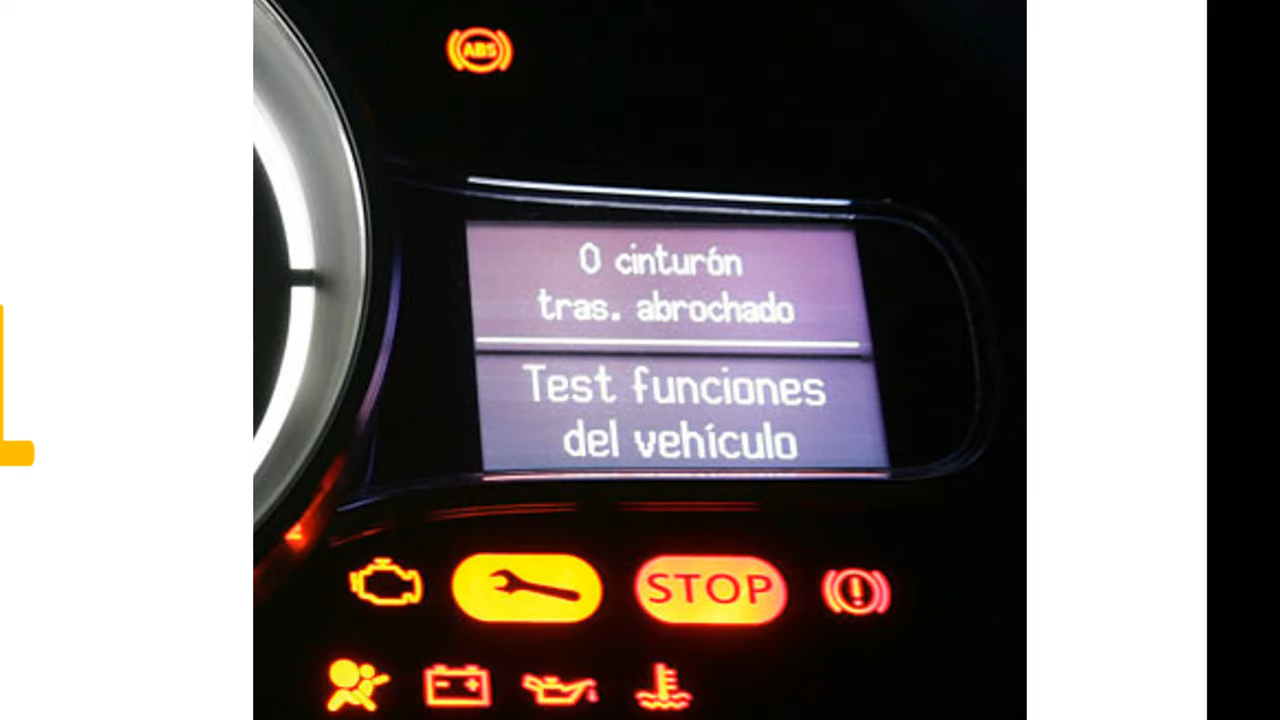 ABS
0 cinturón
tras. abrochado
Test funciones
del vehículo
STOP